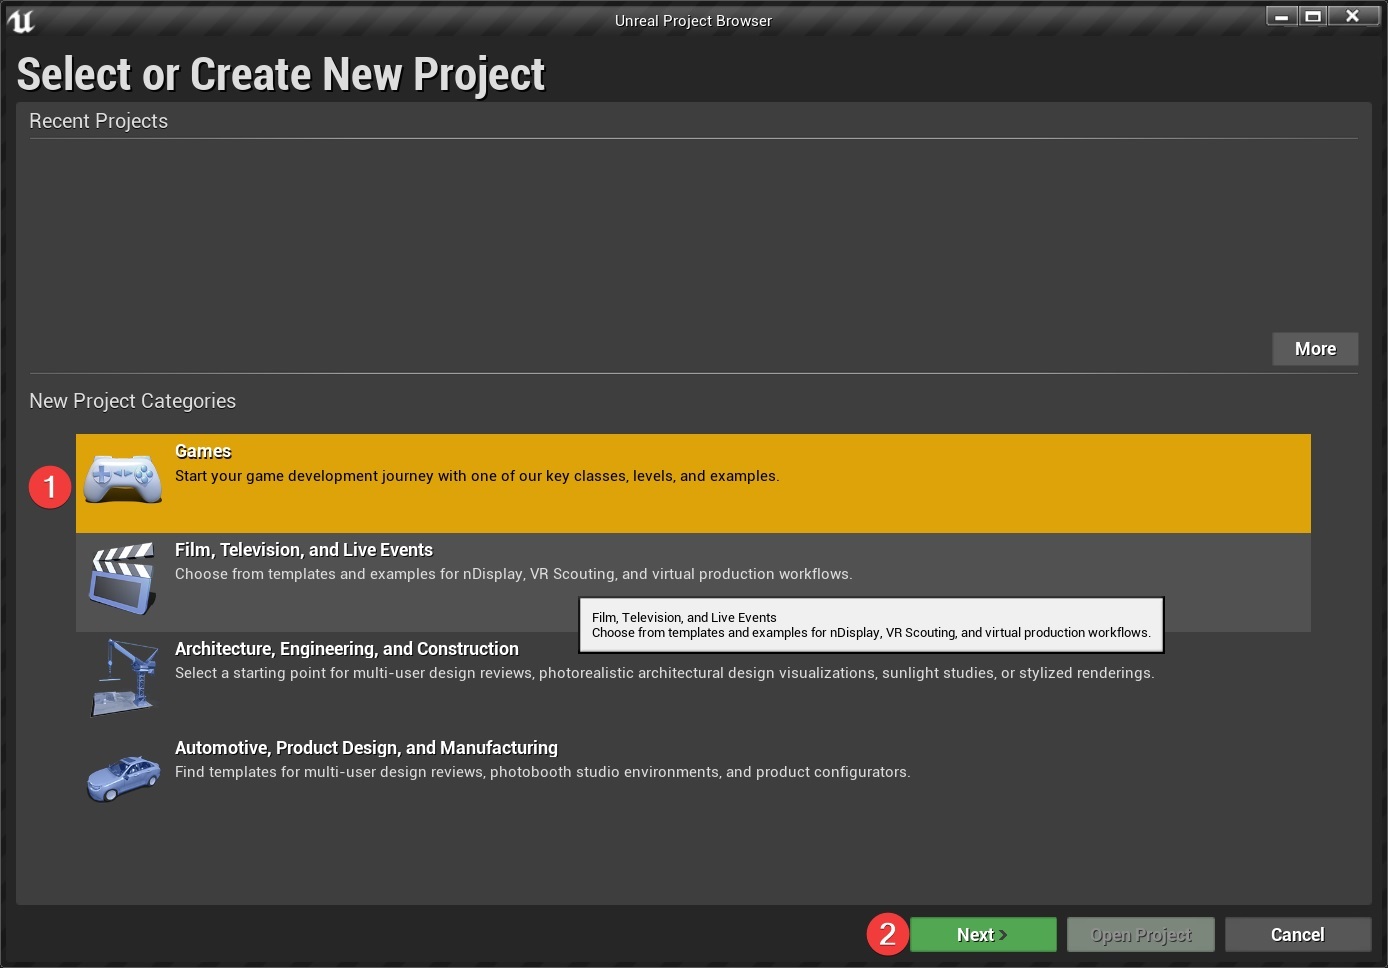 Unreal Project Browser
Select or Create New Project
Recent Projects
More
New Project Categories
1
Games
Start your game development journey with one of our key classes, levels, and examples.
Film, Television, and Live Events
Choose from templates and examples for nDisplay, VR Scouting, and virtual production workflows.
Film, Television, and Live Events
Choose from templates and examples for nDisplay, VR Scouting, and virtual production workflows.
Architecture, Engineering, and Construction
Select a starting point for multi-user design reviews, photorealistic architectural design visualizations, sunlight studies, or stylized renderings.
Automotive, Product Design, and Manufacturing
Find templates for multi-user design reviews, photobooth studio environments, and product configurators.
2
Next >
Open Project
Cancel